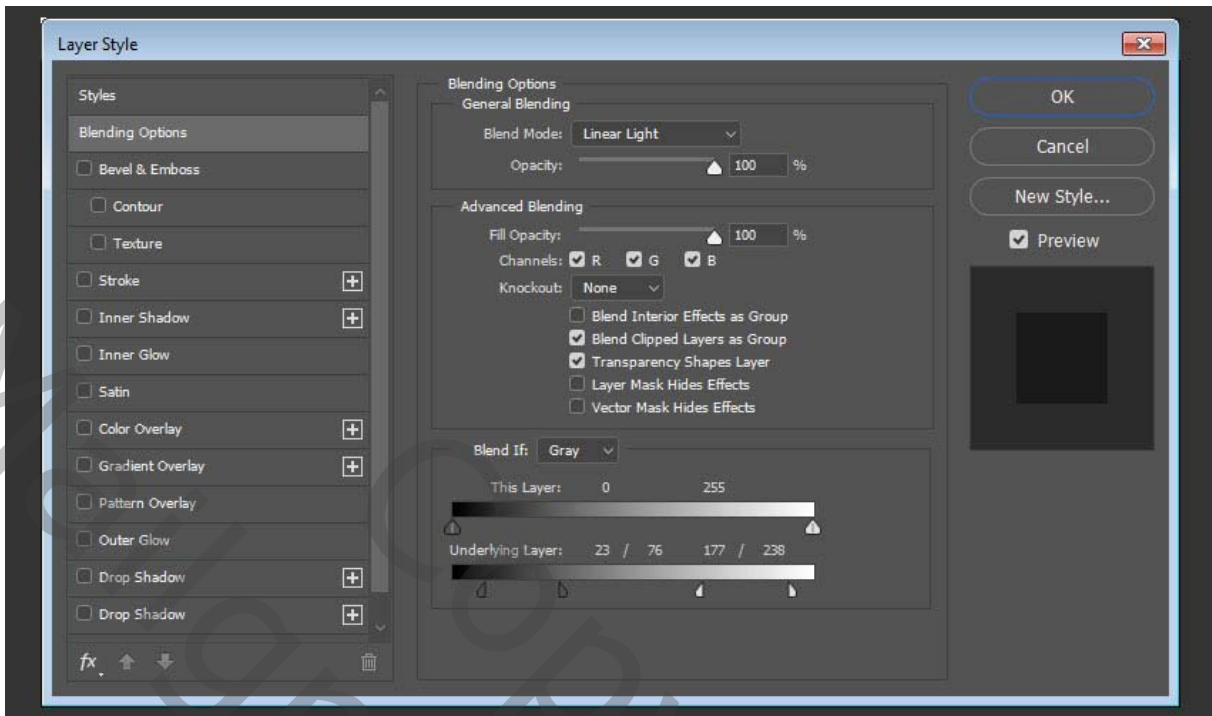 Layer Style
Styles
Blending Options
Bevel & Emboss
Contour
Texture
Stroke
Inner Shadow
Inner Glow
Satin
Color Overlay
Gradient Overlay
Pattern Overlay
Outer Glow
Drop Shadow
Drop Shadow
fx
Blending Options
General Blending
Blend Mode: Linear Light
Opacity: 100 %
Advanced Blending
Fill Opacity: 100 %
Channels: R G B
Knockout: None
Blend Interior Effects as Group
Blend Clipped Layers as Group
Transparency Shapes Layer
Layer Mask Hides Effects
Vector Mask Hides Effects
Blend If: Gray
This Layer: 0 255
Underlying Layer: 23 / 76 177 / 238
OK
Cancel
New Style...
Preview